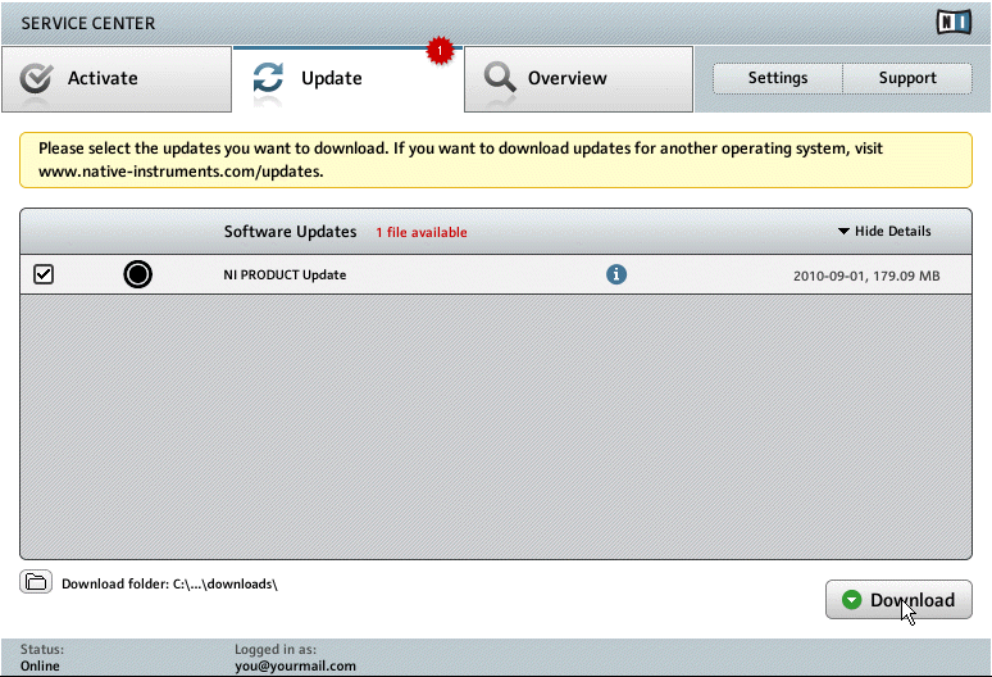 SERVICE CENTER
NI
Activate
Update
1
Overview
Settings
Support
Please select the updates you want to download. If you want to download updates for another operating system, visit
www.native-instruments.com/updates.
Software Updates 1 file available
Hide Details
NI PRODUCT Update
i
2010-09-01, 179.09 MB
Download folder: C:\...\downloads\
Download
Status:
Online
Logged in as:
you@yourmail.com